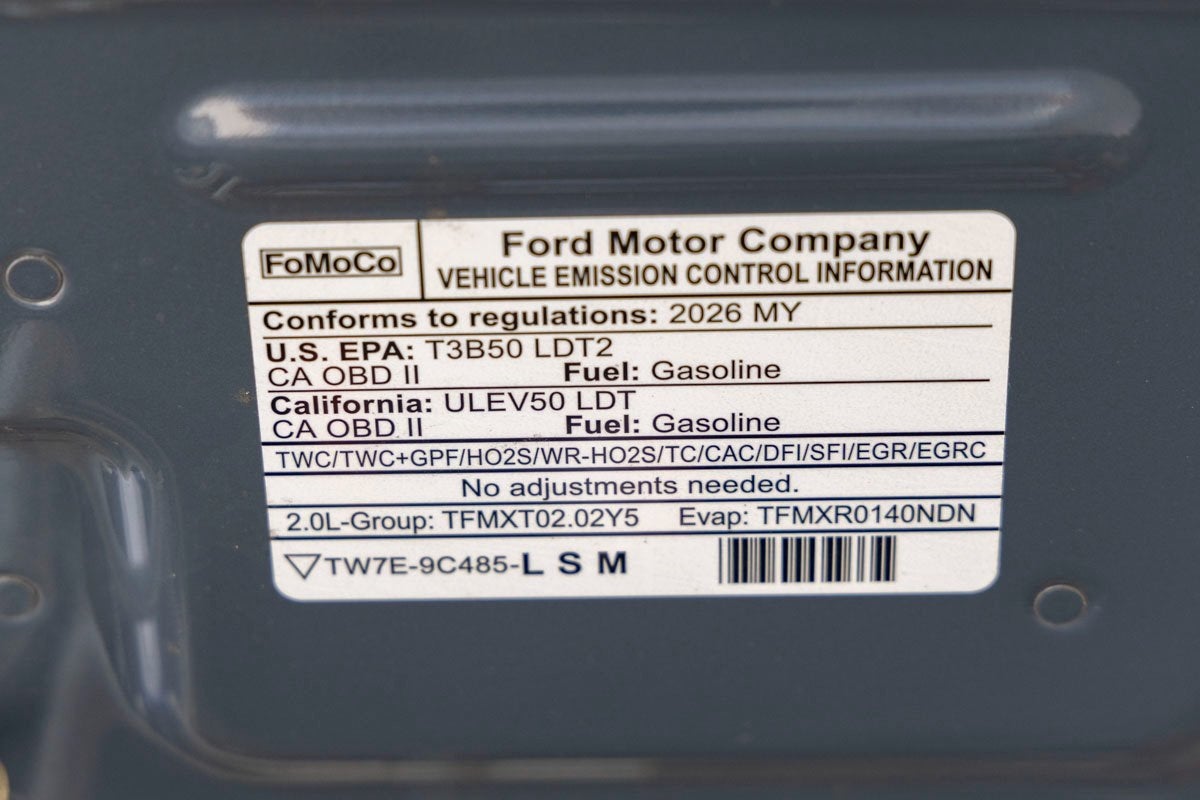 FoMoCo
Ford Motor Company
VEHICLE EMISSION CONTROL INFORMATION
Conforms to regulations: 2026 MY
U.S. EPA: T3B50 LDT2
CA OBD II Fuel: Gasoline
California: ULEV50 LDT
CA OBD II Fuel: Gasoline
TWC/TWC+GPF/HO2S/WR-HO2S/TC/CAC/DFI/SFI/EGR/EGRC
No adjustments needed.
2.0L-Group: TFMXT02.02Y5 Evap: TFMXR0140NDN
TW7E-9C485-L S M